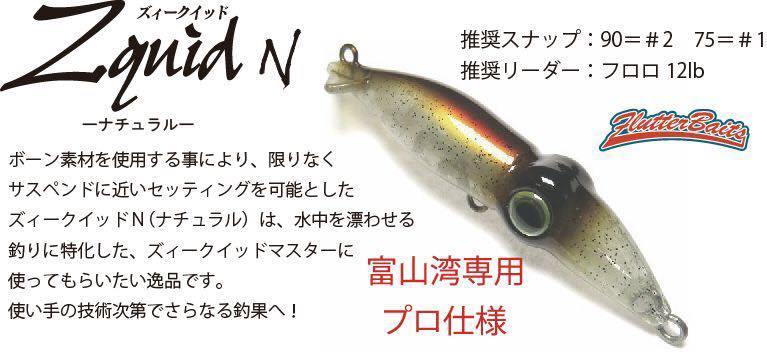 ズィークイッド
Zquid N
ーナチュラルー
ボーン素材を使用する事により、限りなく
サスペンドに近いセッティングを可能とした
ズィークイッドＮ（ナチュラル）は、水中を漂わせる
釣りに特化した、ズィークイッドマスターに
使ってもらいたい逸品です。
使い手の技術次第でさらなる釣果へ！
推奨スナップ：90＝＃2　75＝＃1
推奨リーダー：フロロ 12lb
FlutterBaits
富山湾専用
プロ仕様